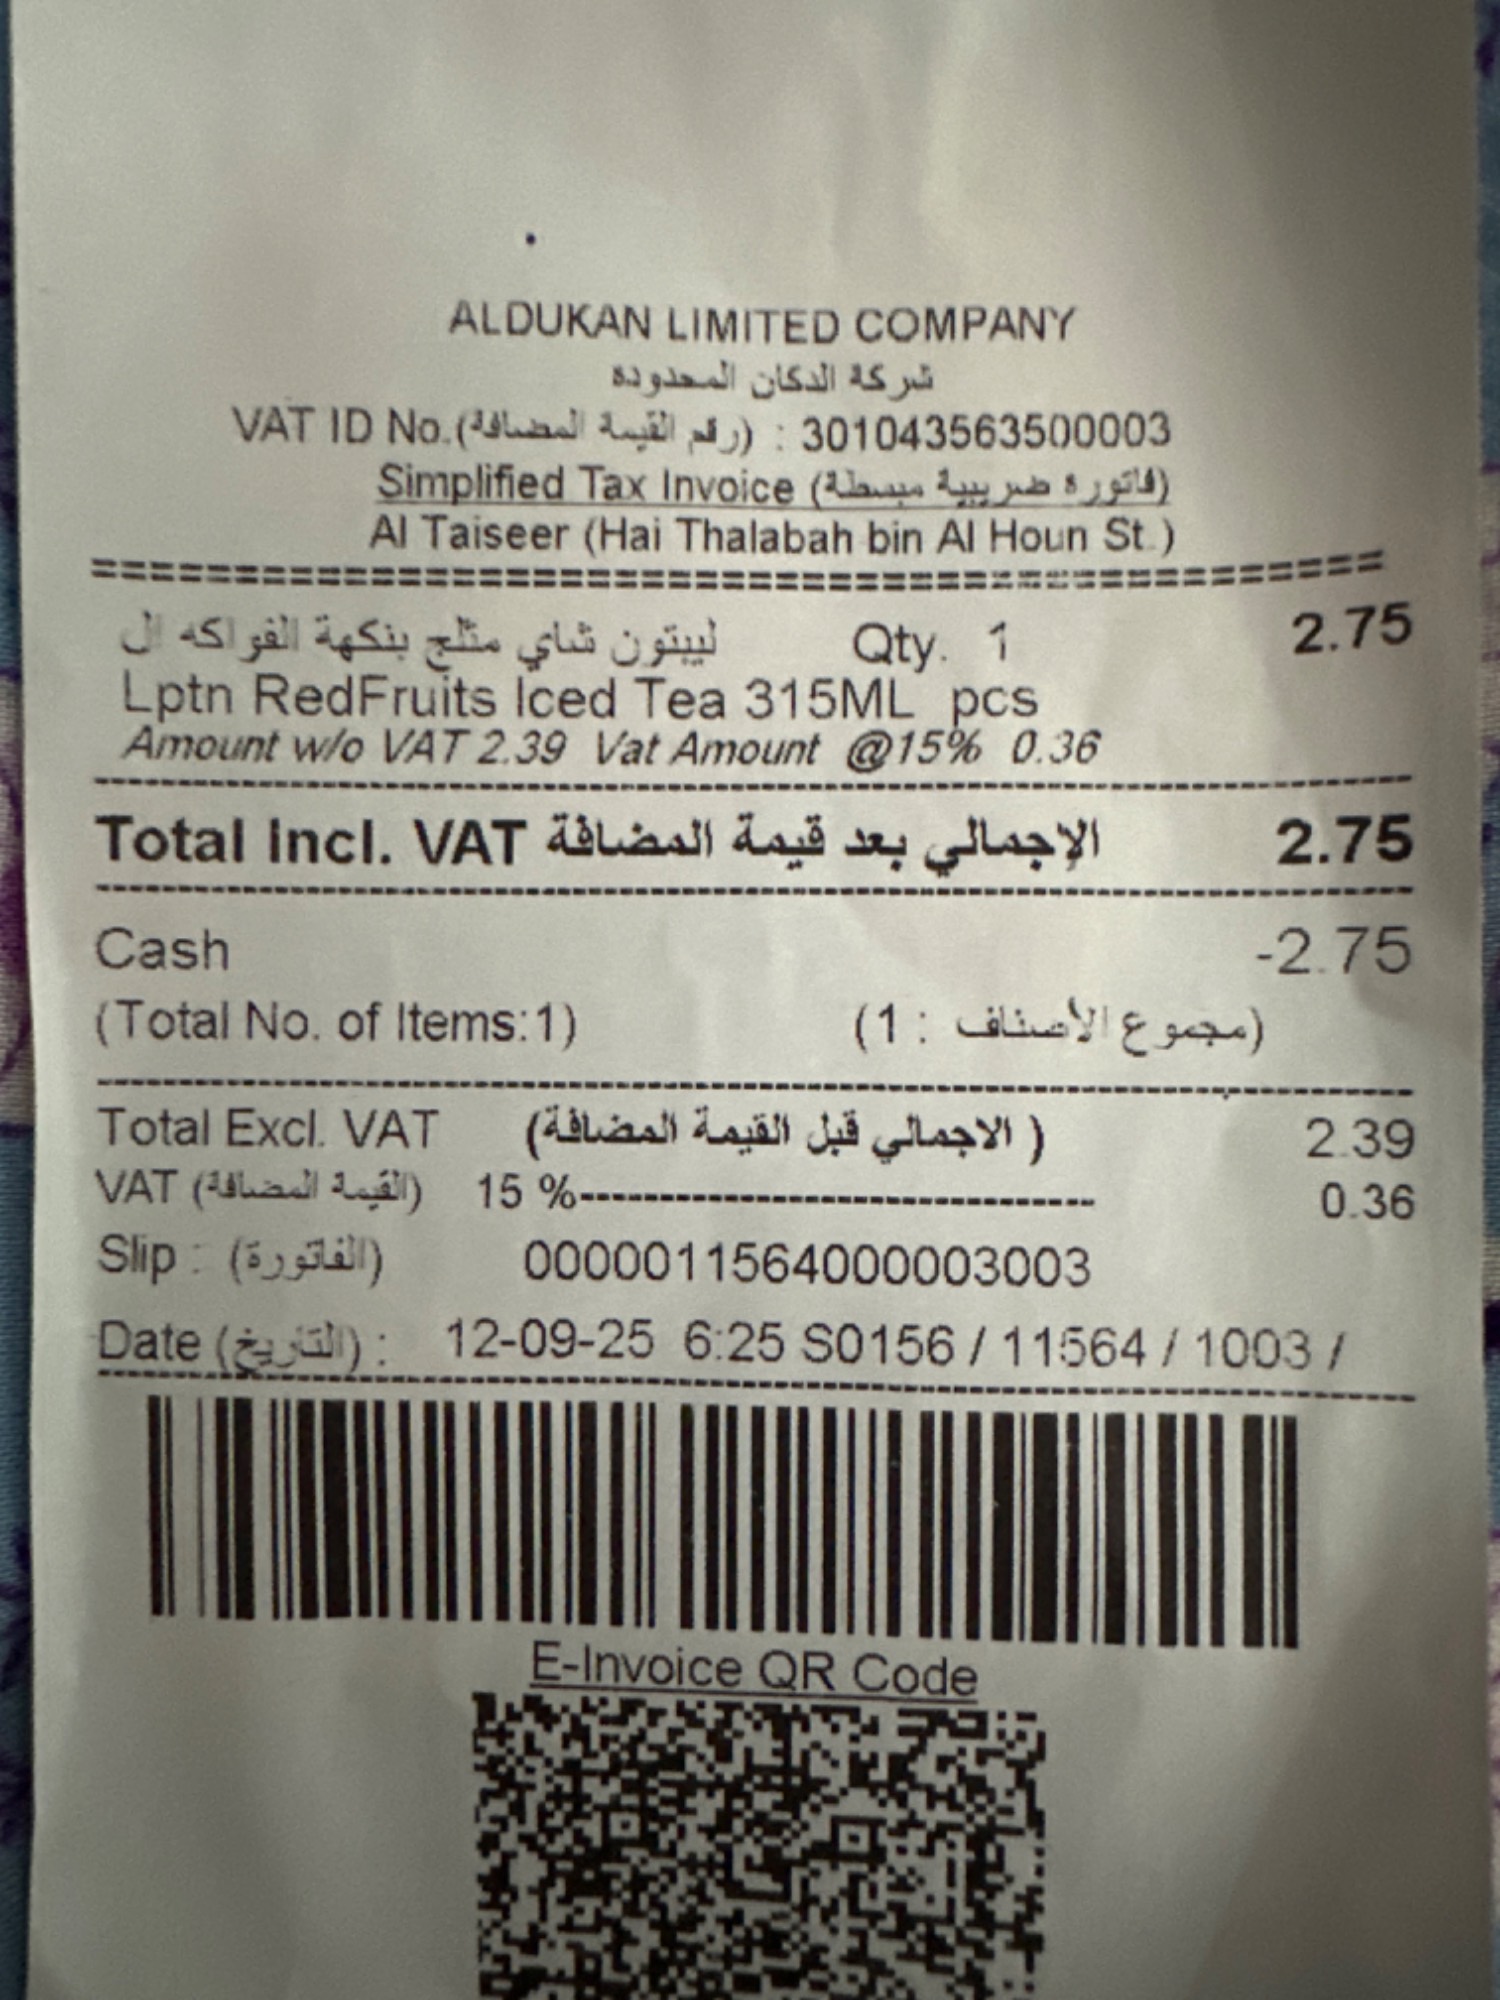 ALDUKAN LIMITED COMPANY
شركة الدكان المحدودة
VAT ID No.(رقم القيمة المضافة) : 301043563500003
Simplified Tax Invoice (فاتورة ضريبية مبسطة)
Al Taiseer (Hai Thalabah bin Al Houn St.)
ليبتون شاي مثلج بنكهة الفواكه ال Qty. 1 2.75
Lptn RedFruits Iced Tea 315ML pcs
Amount w/o VAT 2.39 Vat Amount @15% 0.36
Total Incl. VAT الإجمالي بعد قيمة المضافة 2.75
Cash -2.75
(Total No. of Items:1) (مجموع الأصناف : 1)
Total Excl. VAT ( الاجمالي قبل القيمة المضافة) 2.39
VAT (القيمة المضافة) 15 %------------------------------- 0.36
Slip : (الفاتورة) 0000011564000003003
Date (التاريخ) : 12-09-25 6:25 S0156 / 11564 / 1003 /
E-Invoice QR Code